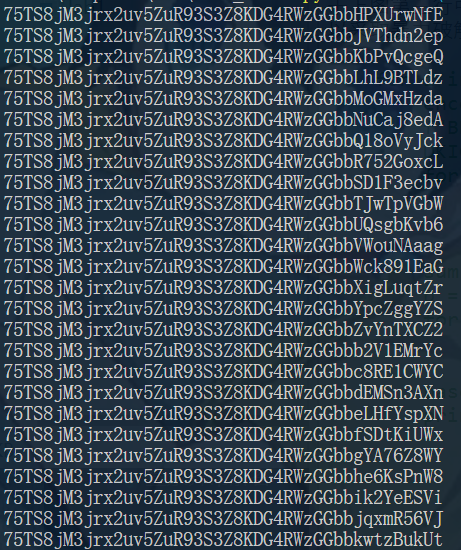 75TS8jM3jrx2uv5ZuR93S3Z8KDG4RWzGGbbHPXUrwNfE
75TS8jM3jrx2uv5ZuR93S3Z8KDG4RWzGGbbJVThdn2ep
75TS8jM3jrx2uv5ZuR93S3Z8KDG4RWzGGbbKbPvQcgeQ
75TS8jM3jrx2uv5ZuR93S3Z8KDG4RWzGGbbLhL9BTLdz
75TS8jM3jrx2uv5ZuR93S3Z8KDG4RWzGGbbMoGMxHzda
75TS8jM3jrx2uv5ZuR93S3Z8KDG4RWzGGbbNuCaj8edA
75TS8jM3jrx2uv5ZuR93S3Z8KDG4RWzGGbbQ18oVyJck
75TS8jM3jrx2uv5ZuR93S3Z8KDG4RWzGGbbR752GoxcL
75TS8jM3jrx2uv5ZuR93S3Z8KDG4RWzGGbbSD1F3ecbv
75TS8jM3jrx2uv5ZuR93S3Z8KDG4RWzGGbbTJwTpVGbW
75TS8jM3jrx2uv5ZuR93S3Z8KDG4RWzGGbbUQsgbKvb6
75TS8jM3jrx2uv5ZuR93S3Z8KDG4RWzGGbbVWouNAaag
75TS8jM3jrx2uv5ZuR93S3Z8KDG4RWzGGbbWck891EaG
75TS8jM3jrx2uv5ZuR93S3Z8KDG4RWzGGbbXigLuqtZr
75TS8jM3jrx2uv5ZuR93S3Z8KDG4RWzGGbbYpcZggYZS
75TS8jM3jrx2uv5ZuR93S3Z8KDG4RWzGGbbZvYnTXCZ2
75TS8jM3jrx2uv5ZuR93S3Z8KDG4RWzGGbbb2V1EMrYc
75TS8jM3jrx2uv5ZuR93S3Z8KDG4RWzGGbbc8RE1CWYC
75TS8jM3jrx2uv5ZuR93S3Z8KDG4RWzGGbbdEMSn3AXn
75TS8jM3jrx2uv5ZuR93S3Z8KDG4RWzGGbbeLHfYspXN
75TS8jM3jrx2uv5ZuR93S3Z8KDG4RWzGGbbfSDtKiUWx
75TS8jM3jrx2uv5ZuR93S3Z8KDG4RWzGGbbgYA76Z8WY
75TS8jM3jrx2uv5ZuR93S3Z8KDG4RWzGGbbhe6KsPnW8
75TS8jM3jrx2uv5ZuR93S3Z8KDG4RWzGGbbik2YeESVi
75TS8jM3jrx2uv5ZuR93S3Z8KDG4RWzGGbbjqxmR56VJ
75TS8jM3jrx2uv5ZuR93S3Z8KDG4RWzGGbbkwtzBukUt